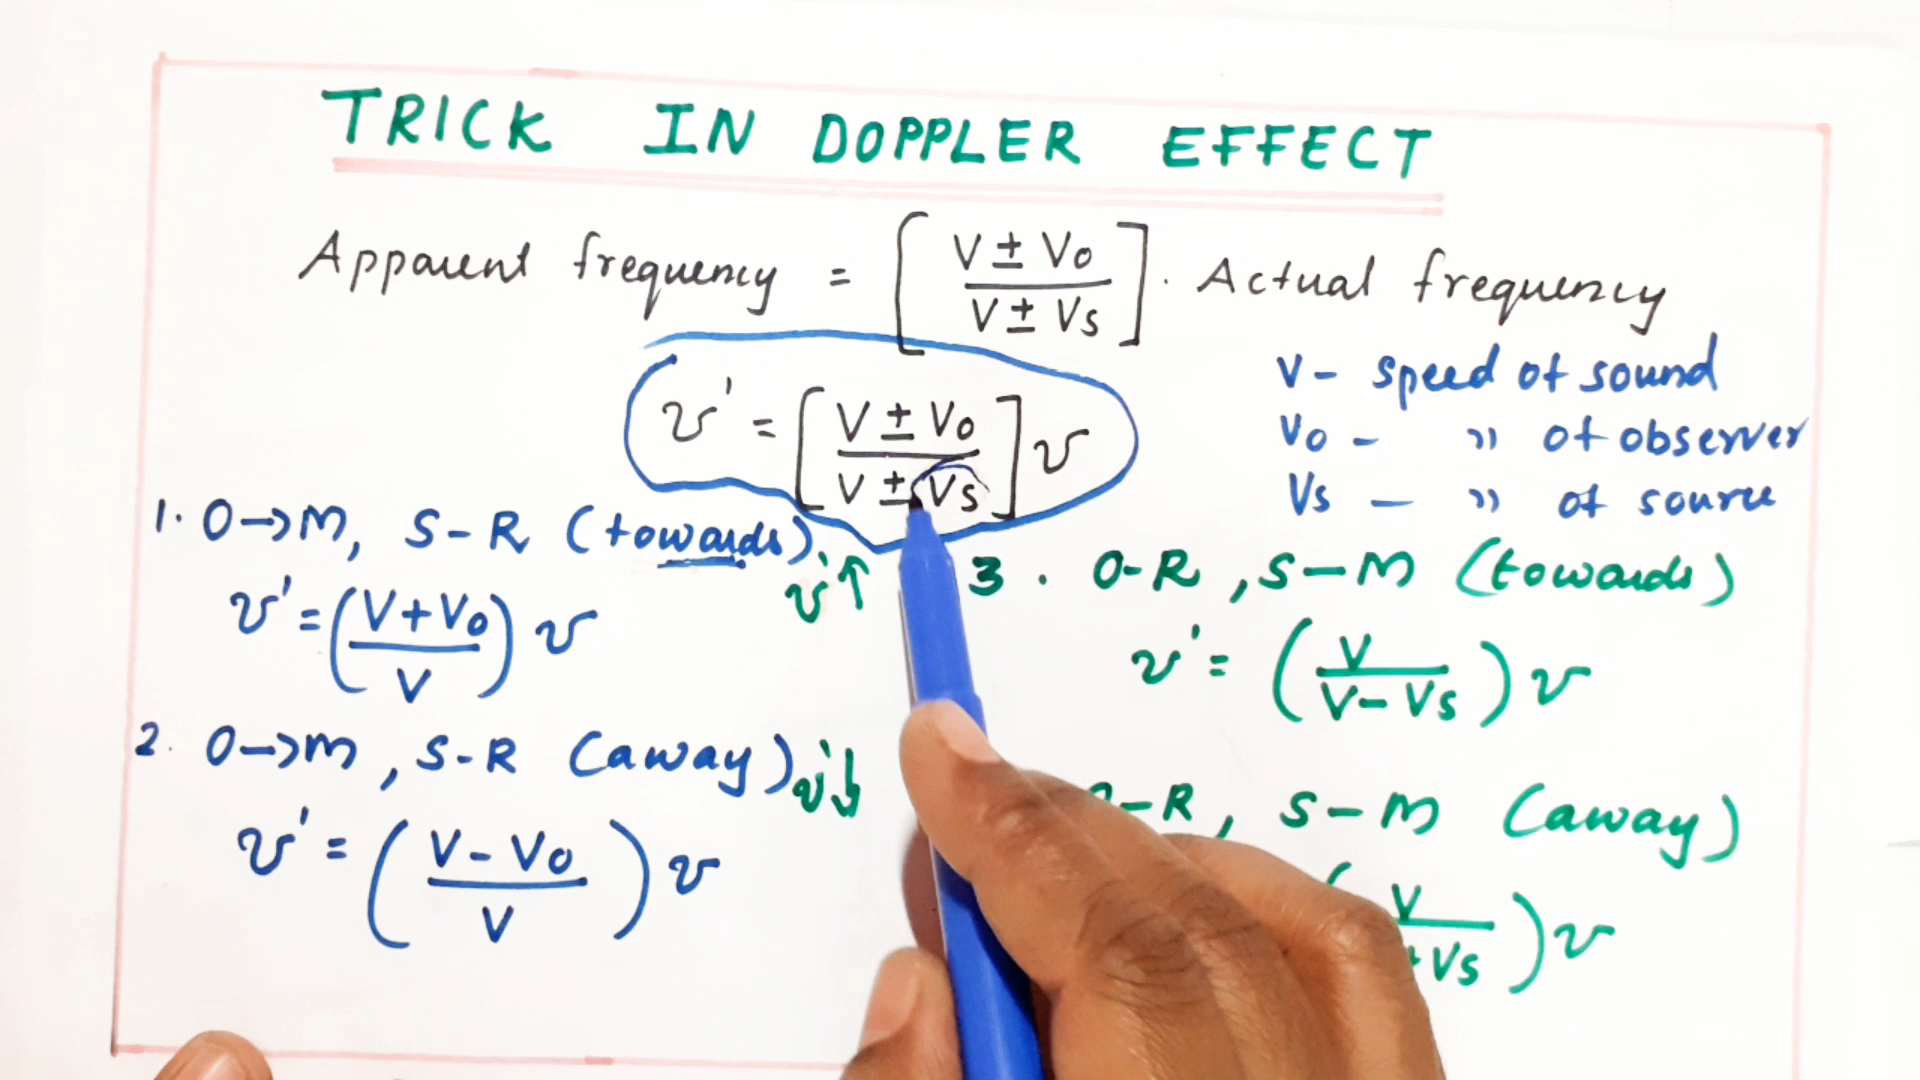 TRICK IN DOPPLER EFFECT
Apparent frequency = [ V ± Vo / V ± Vs ] . Actual frequency
ν' = [ V ± Vo / V ± Vs ] ν
V - speed of sound
Vo - " of observer
Vs - " of source
1. O→M, S-R (towards) ν'↑
ν' = ( V + Vo / V ) ν
2. O→M, S-R (away) ν'↓
ν' = ( V - Vo / V ) ν
3. O-R, S-M (towards)
ν' = ( V / V - Vs ) ν
-R, S-M (away)
( V / +Vs ) ν